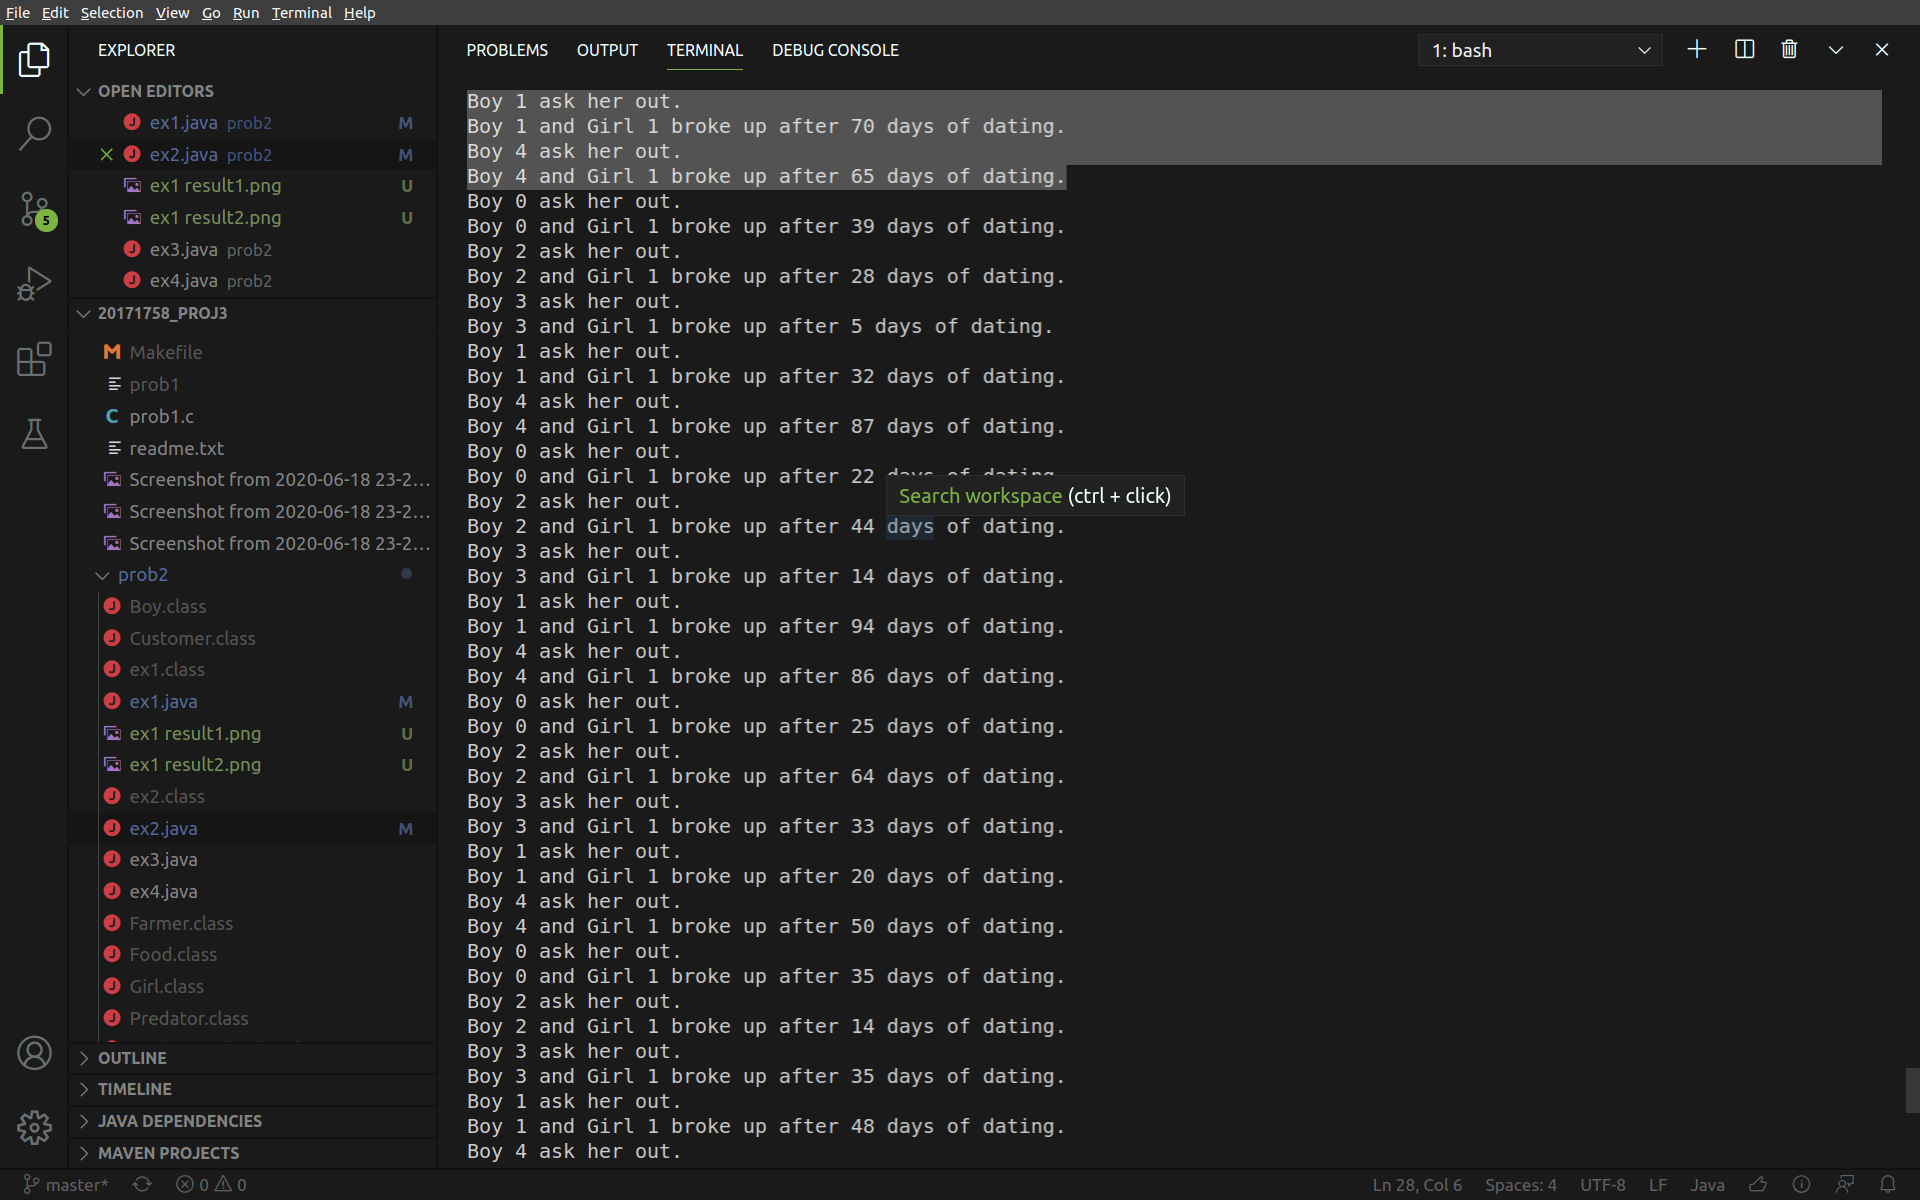 File Edit Selection View Go Run Terminal Help
EXPLORER
OPEN EDITORS
ex1.java prob2 M
ex2.java prob2 M
ex1 result1.png U
ex1 result2.png U
ex3.java prob2
ex4.java prob2
20171758_PROJ3
Makefile
prob1
prob1.c
readme.txt
Screenshot from 2020-06-18 23-2...
Screenshot from 2020-06-18 23-2...
Screenshot from 2020-06-18 23-2...
prob2
Boy.class
Customer.class
ex1.class
ex1.java M
ex1 result1.png U
ex1 result2.png U
ex2.class
ex2.java M
ex3.java
ex4.java
Farmer.class
Food.class
Girl.class
Predator.class
OUTLINE
TIMELINE
JAVA DEPENDENCIES
MAVEN PROJECTS
5
PROBLEMS OUTPUT TERMINAL DEBUG CONSOLE
1: bash
Boy 1 ask her out.
Boy 1 and Girl 1 broke up after 70 days of dating.
Boy 4 ask her out.
Boy 4 and Girl 1 broke up after 65 days of dating.
Boy 0 ask her out.
Boy 0 and Girl 1 broke up after 39 days of dating.
Boy 2 ask her out.
Boy 2 and Girl 1 broke up after 28 days of dating.
Boy 3 ask her out.
Boy 3 and Girl 1 broke up after 5 days of dating.
Boy 1 ask her out.
Boy 1 and Girl 1 broke up after 32 days of dating.
Boy 4 ask her out.
Boy 4 and Girl 1 broke up after 87 days of dating.
Boy 0 ask her out.
Boy 0 and Girl 1 broke up after 22 days of dating.
Search workspace (ctrl + click)
Boy 2 ask her out.
Boy 2 and Girl 1 broke up after 44 days of dating.
Boy 3 ask her out.
Boy 3 and Girl 1 broke up after 14 days of dating.
Boy 1 ask her out.
Boy 1 and Girl 1 broke up after 94 days of dating.
Boy 4 ask her out.
Boy 4 and Girl 1 broke up after 86 days of dating.
Boy 0 ask her out.
Boy 0 and Girl 1 broke up after 25 days of dating.
Boy 2 ask her out.
Boy 2 and Girl 1 broke up after 64 days of dating.
Boy 3 ask her out.
Boy 3 and Girl 1 broke up after 33 days of dating.
Boy 1 ask her out.
Boy 1 and Girl 1 broke up after 20 days of dating.
Boy 4 ask her out.
Boy 4 and Girl 1 broke up after 50 days of dating.
Boy 0 ask her out.
Boy 0 and Girl 1 broke up after 35 days of dating.
Boy 2 ask her out.
Boy 2 and Girl 1 broke up after 14 days of dating.
Boy 3 ask her out.
Boy 3 and Girl 1 broke up after 35 days of dating.
Boy 1 ask her out.
Boy 1 and Girl 1 broke up after 48 days of dating.
Boy 4 ask her out.
master* 0 0 Ln 28, Col 6 Spaces: 4 UTF-8 LF Java